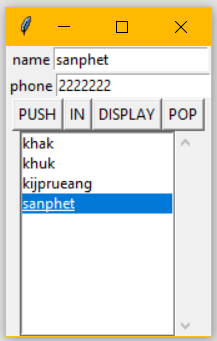 name sanphet
phone 2222222
PUSH IN DISPLAY POP
khak
khuk
kijprueang
sanphet